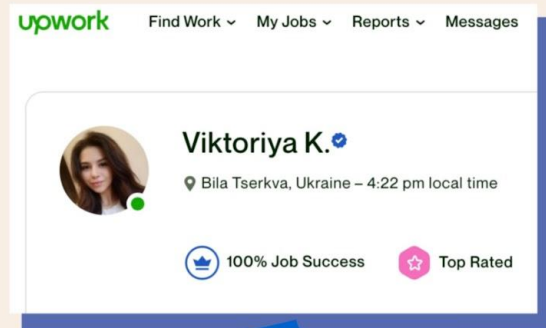 upwork Find Work My Jobs Reports Messages
Viktoriya K.
Bila Tserkva, Ukraine – 4:22 pm local time
100% Job Success Top Rated